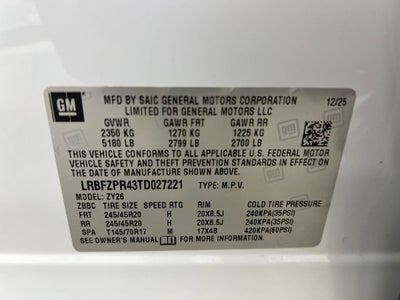 GM
12/25
MFD BY SAIC GENERAL MOTORS CORPORATION
LIMITED FOR GENERAL MOTORS LLC
GVWR GAWR FRT GAWR RR
2350 KG 1270 KG 1225 KG
5180 LB 2799 LB 2700 LB
THIS VEHICLE CONFORMS TO ALL APPLICABLE U.S. FEDERAL MOTOR
VEHICLE SAFETY AND THEFT PREVENTION STANDARDS IN EFFECT ON
THE DATE OF MANUFACTURE SHOWN ABOVE.
LRBFZPR43TD027221 TYPE: M.P.V.
MODEL: ZY26
ZBBC TIRE SIZE SPEED RTG RIM COLD TIRE PRESSURE
FRT 245/45R20 H 20X8.5J 240KPA(35PSI)
RR 245/45R20 H 20X8.5J 240KPA(35PSI)
SPA T145/70R17 M 17X4B 420KPA(60PSI)
SEE OWNER'S MANUAL FOR ADDITIONAL INFORMATION.